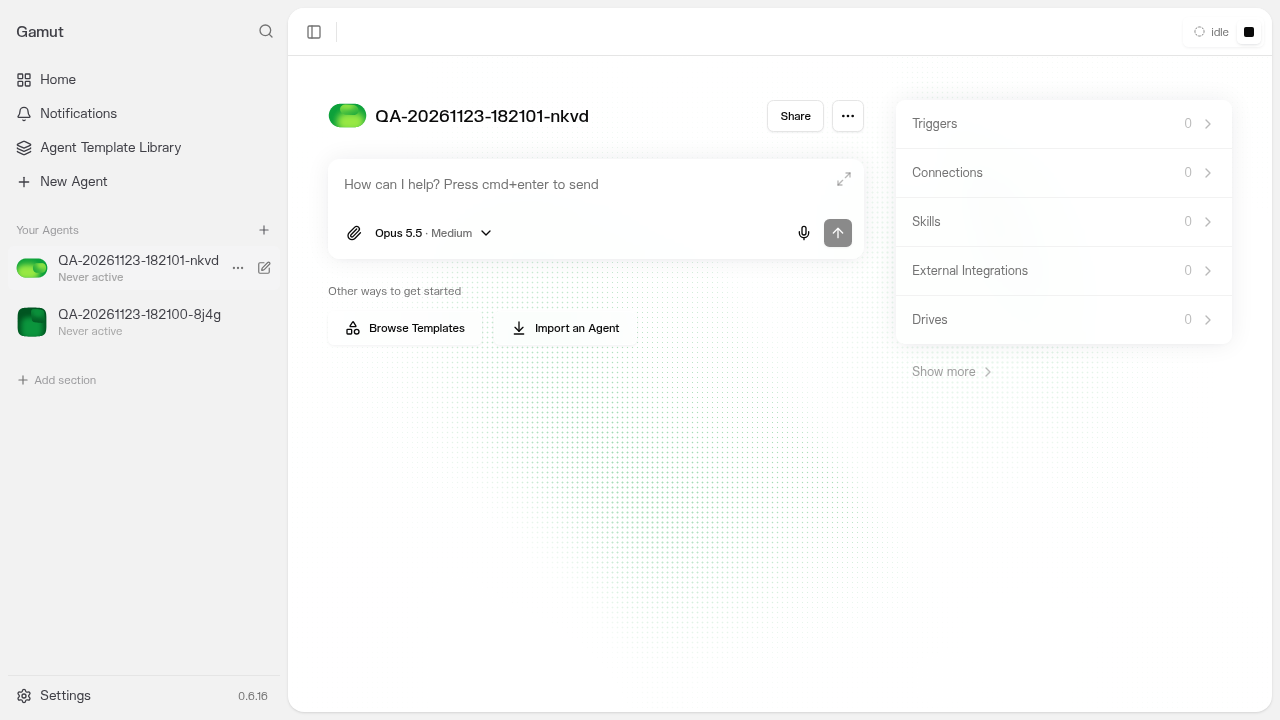 Gamut
Home
Notifications
Agent Template Library
New Agent
Your Agents
QA-20261123-182101-nkvd
Never active
QA-20261123-182100-8j4g
Never active
Add section
Settings
0.6.16
idle
QA-20261123-182101-nkvd
Share
How can I help? Press cmd+enter to send
Opus 5.5 · Medium
Other ways to get started
Browse Templates
Import an Agent
Triggers 0
Connections 0
Skills 0
External Integrations 0
Drives 0
Show more